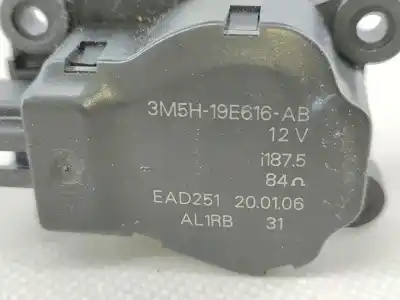 3M5H-19E616-AB
12 V
i187.5
84Ω
EAD251 20.01.06
AL1RB 31